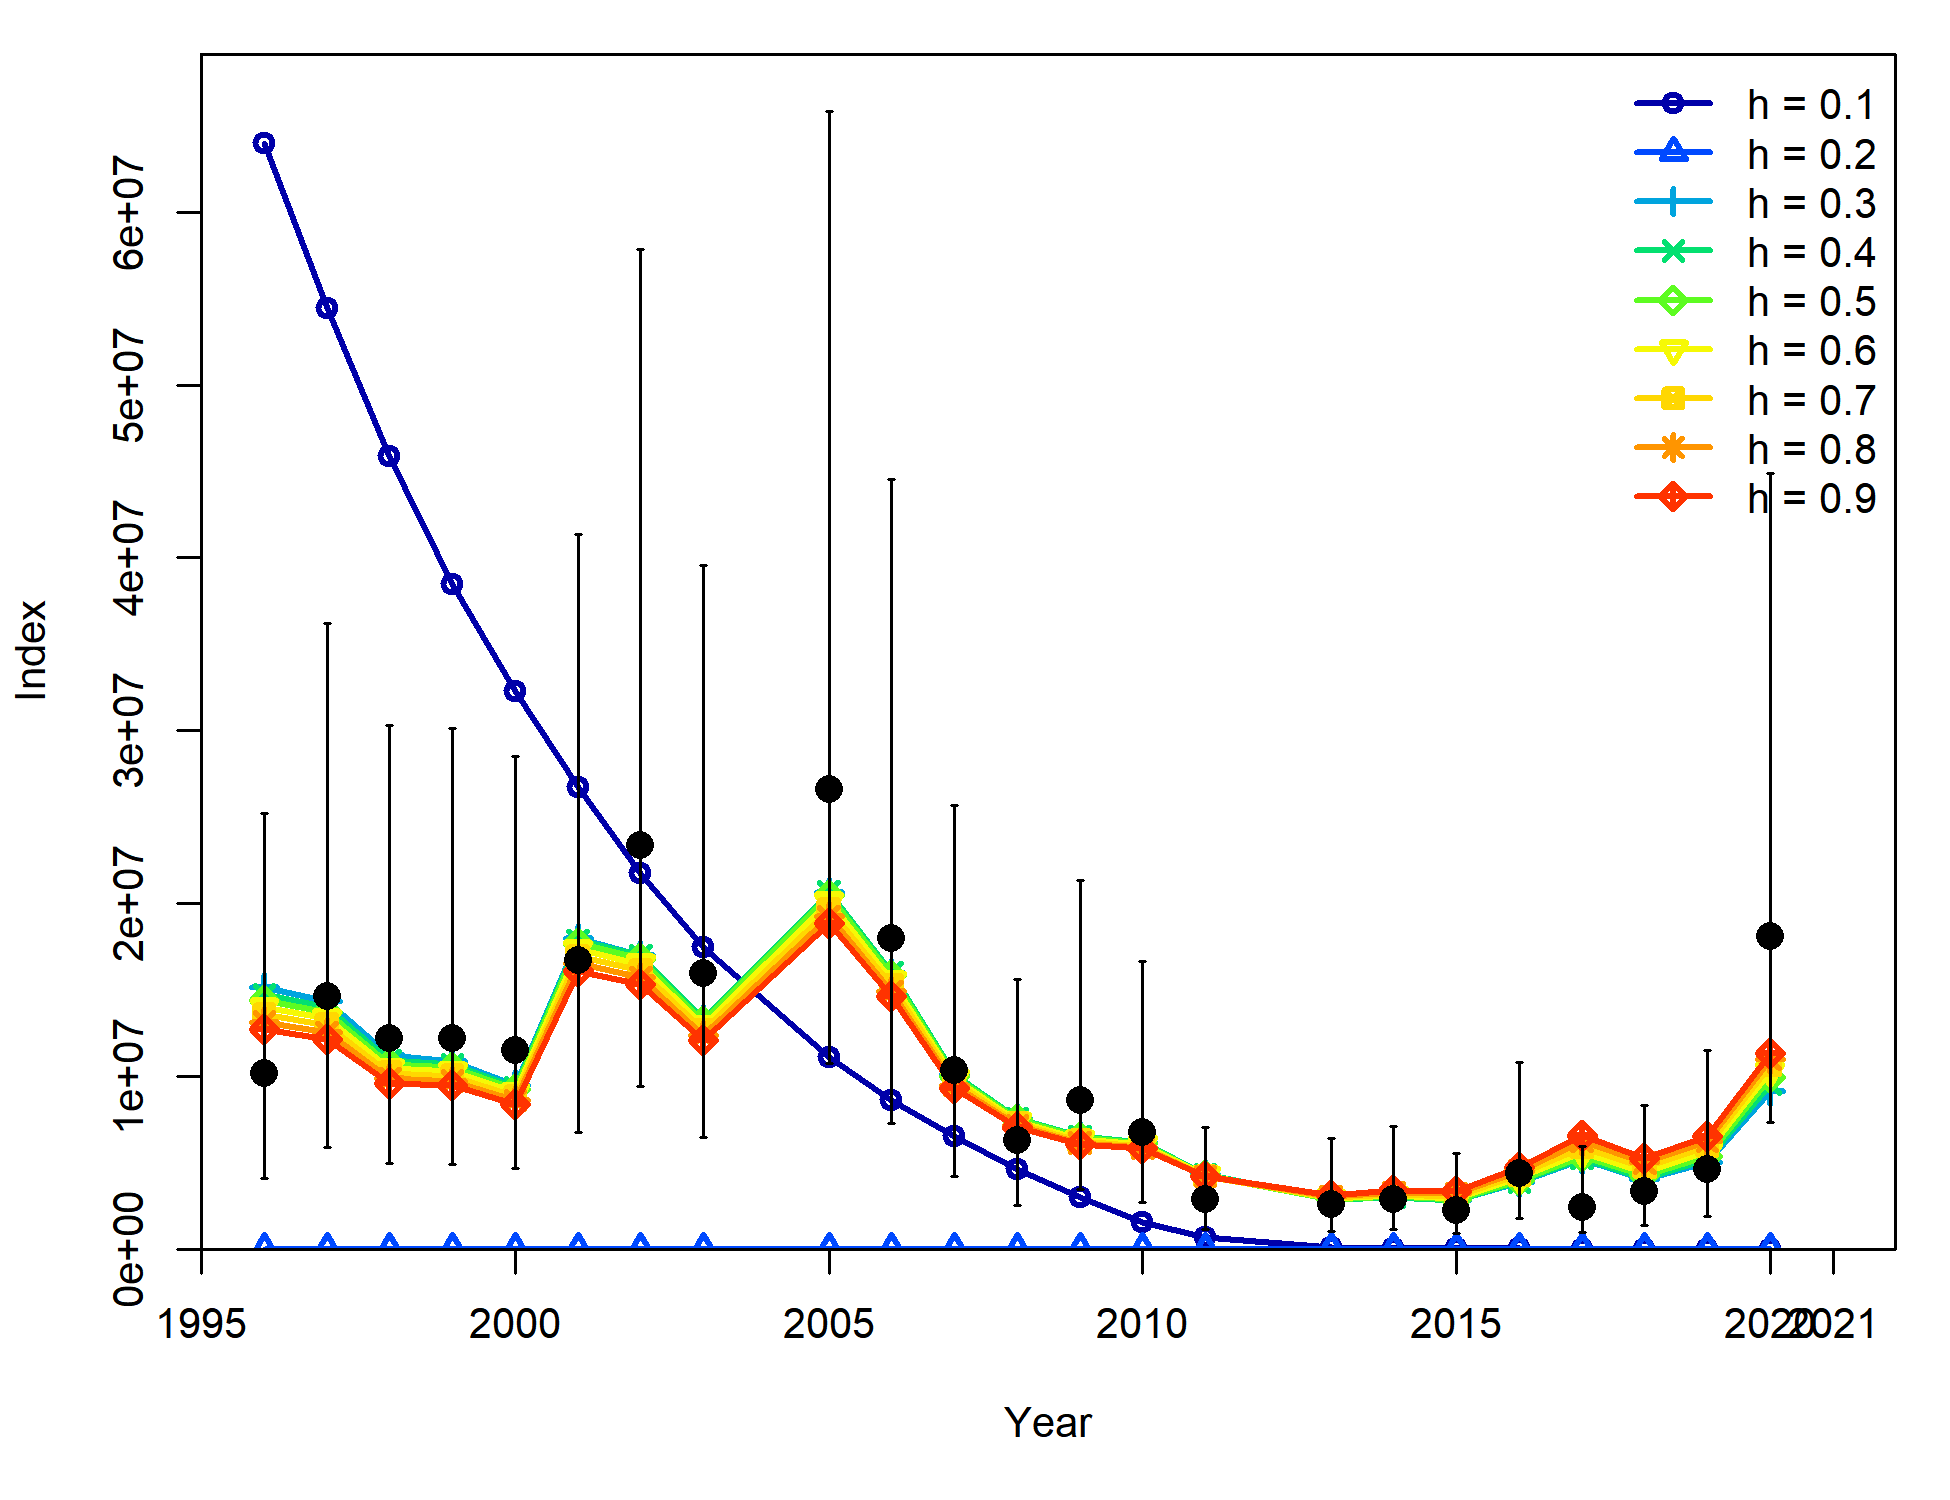 h = 0.1
h = 0.2
h = 0.3
h = 0.4
h = 0.5
h = 0.6
h = 0.7
h = 0.8
h = 0.9
6e+07
5e+07
4e+07
3e+07
2e+07
1e+07
0e+00
Index
1995 2000 2005 2010 2015 2020 2021
Year